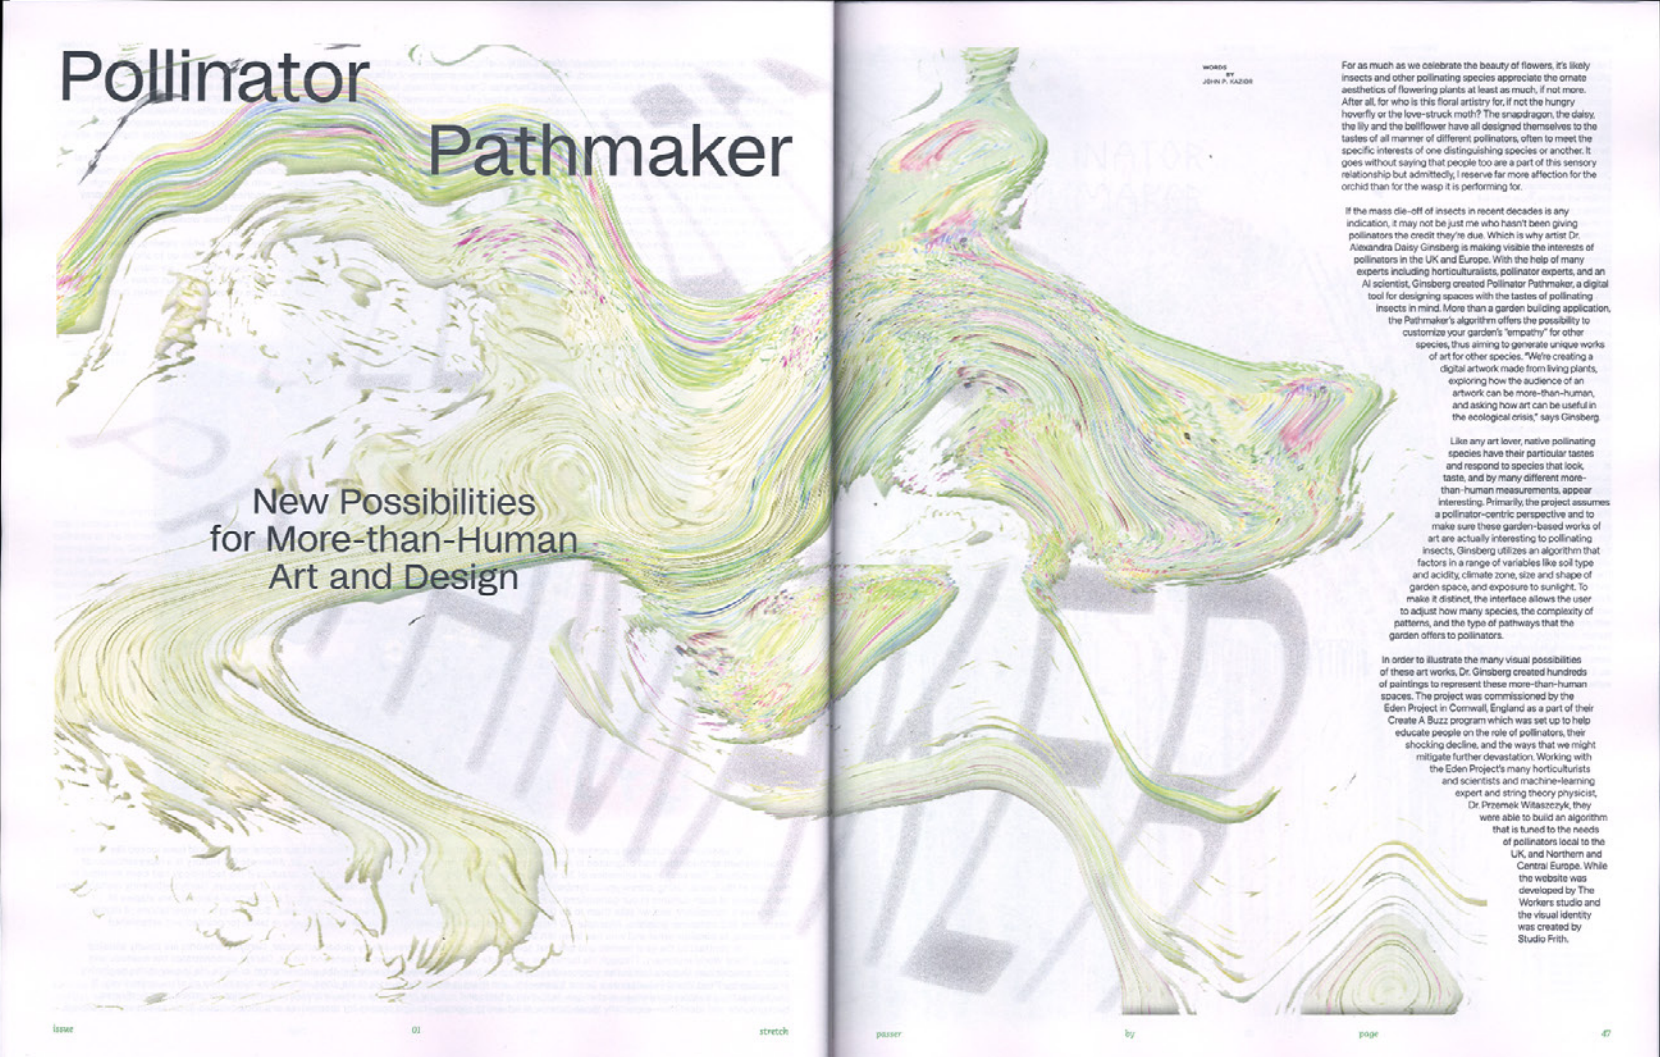 Pollinator
Pathmaker
New Possibilities
for More-than-Human
Art and Design
issue 01 stretch
WORDS
BY
JOHN P. KAZIOR
For as much as we celebrate the beauty of flowers, it's likely
insects and other pollinating species appreciate the ornate
aesthetics of flowering plants at least as much, if not more.
After all, for who is this floral artistry for, if not the hungry
hoverfly or the love-struck moth? The snapdragon, the daisy,
the lily and the bellflower have all designed themselves to the
tastes of all manner of different pollinators, often to meet the
specific interests of one distinguishing species or another. It
goes without saying that people too are a part of this sensory
relationship but admittedly, I reserve far more affection for the
orchid than for the wasp it is performing for.
If the mass die-off of insects in recent decades is any
indication, it may not be just me who hasn't been giving
pollinators the credit they're due. Which is why artist Dr.
Alexandra Daisy Ginsberg is making visible the interests of
pollinators in the UK and Europe. With the help of many
experts including horticulturalists, pollinator experts, and an
AI scientist, Ginsberg created Pollinator Pathmaker, a digital
tool for designing spaces with the tastes of pollinating
insects in mind. More than a garden building application,
the Pathmaker's algorithm offers the possibility to
customize your garden's "empathy" for other
species, thus aiming to generate unique works
of art for other species. "We're creating a
digital artwork made from living plants,
exploring how the audience of an
artwork can be more-than-human,
and asking how art can be useful in
the ecological crisis," says Ginsberg.
Like any art lover, native pollinating
species have their particular tastes
and respond to species that look,
taste, and by many different more-
than-human measurements, appear
interesting. Primarily, the project assumes
a pollinator-centric perspective and to
make sure these garden-based works of
art are actually interesting to pollinating
insects, Ginsberg utilizes an algorithm that
factors in a range of variables like soil type
and acidity, climate zone, size and shape of
garden space, and exposure to sunlight. To
make it distinct, the interface allows the user
to adjust how many species, the complexity of
patterns, and the type of pathways that the
garden offers to pollinators.
In order to illustrate the many visual possibilities
of these art works, Dr. Ginsberg created hundreds
of paintings to represent these more-than-human
spaces. The project was commissioned by the
Eden Project in Cornwall, England as a part of their
Create A Buzz program which was set up to help
educate people on the role of pollinators, their
shocking decline, and the ways that we might
mitigate further devastation. Working with
the Eden Project's many horticulturists
and scientists and machine-learning
expert and string theory physicist,
Dr. Przemek Witaszczyk, they
were able to build an algorithm
that is tuned to the needs
of pollinators local to the
UK, and Northern and
Central Europe. While
the website was
developed by The
Workers studio and
the visual identity
was created by
Studio Frith.
passer by page 47